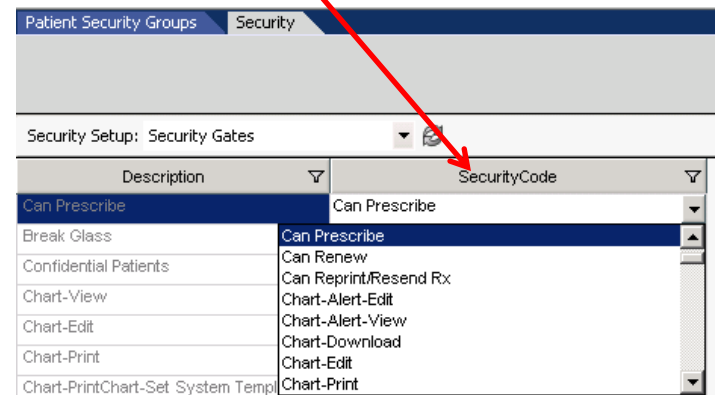 Patient Security Groups Security
Security Setup: Security Gates
Description SecurityCode
Can Prescribe Can Prescribe
Break Glass Can Prescribe
Can Renew
Confidential Patients
Can Reprint/Resend Rx
Chart-View Chart-Alert-Edit
Chart-Edit Chart-Alert-View
Chart-Download
Chart-Print Chart-Edit
Chart-PrintChart-Set System Templ Chart-Print